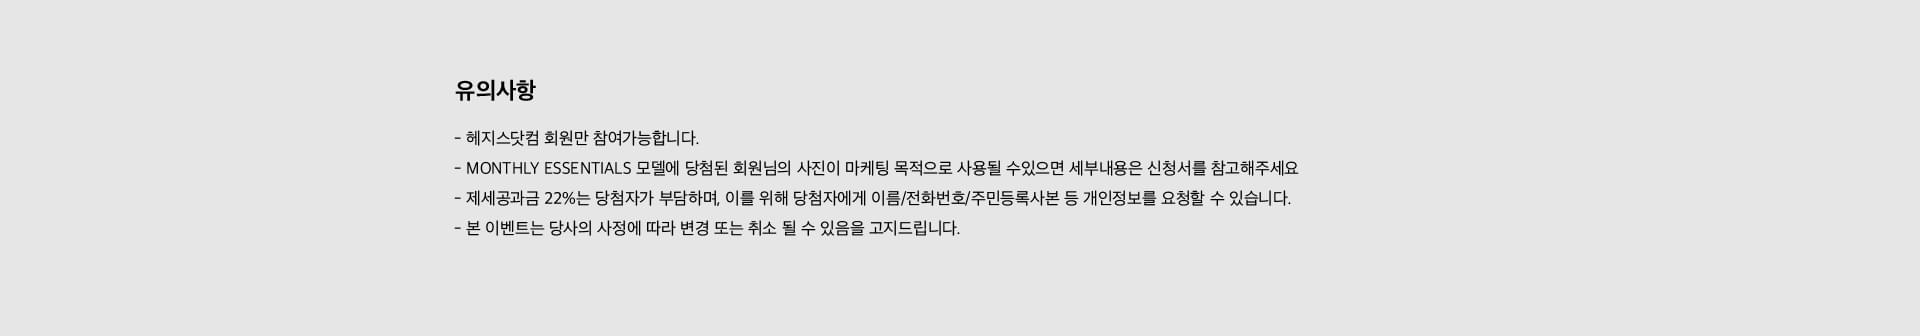 유의사항
- 헤지스닷컴 회원만 참여가능합니다.
- MONTHLY ESSENTIALS 모델에 당첨된 회원님의 사진이 마케팅 목적으로 사용될 수있으면 세부내용은 신청서를 참고해주세요
- 제세공과금 22%는 당첨자가 부담하며, 이를 위해 당첨자에게 이름/전화번호/주민등록사본 등 개인정보를 요청할 수 있습니다.
- 본 이벤트는 당사의 사정에 따라 변경 또는 취소 될 수 있음을 고지드립니다.